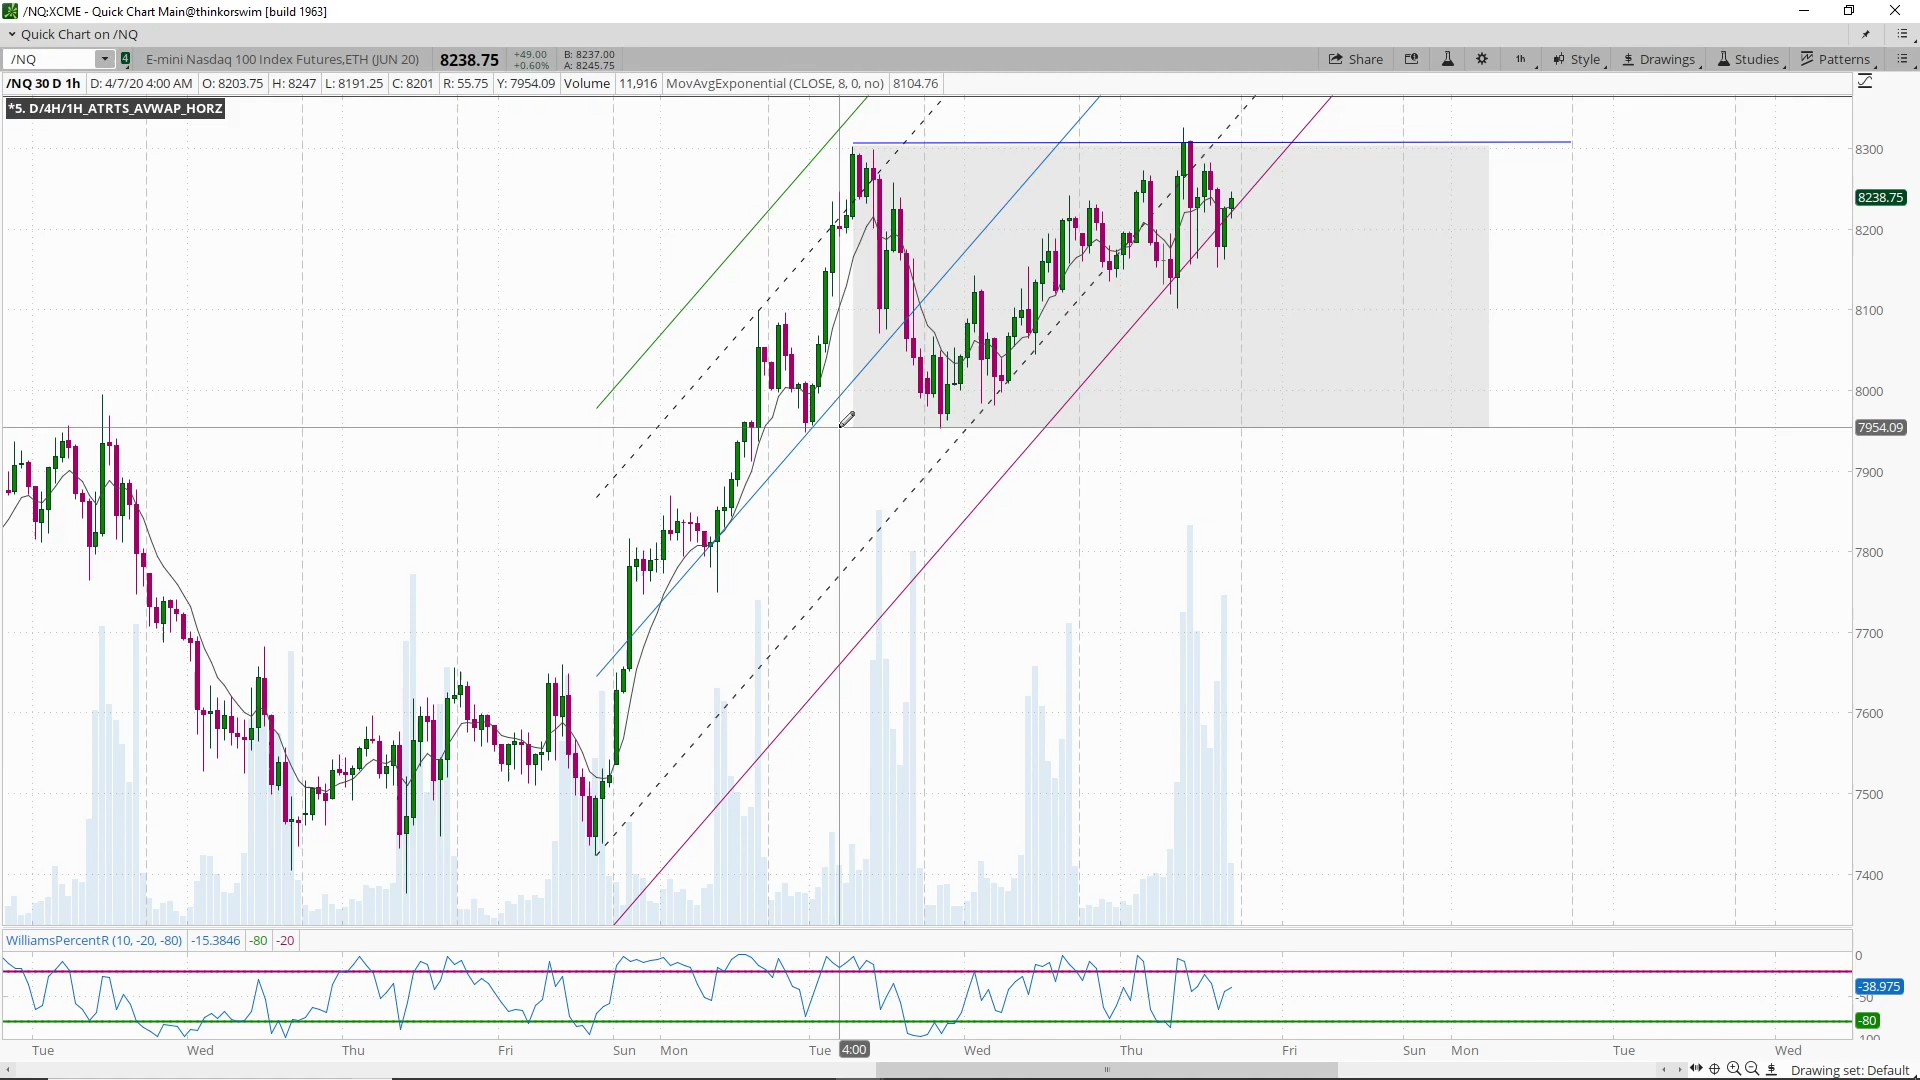 /NQ:XCME - Quick Chart Main@thinkorswim [build 1963]
Quick Chart on /NQ
/NQ 4 E-mini Nasdaq 100 Index Futures,ETH (JUN 20) 8238.75 +49.00 +0.60% B: 8237.00 A: 8245.75 Share 1h Style Drawings Studies Patterns
/NQ 30 D 1h D: 4/7/20 4:00 AM O: 8203.75 H: 8247 L: 8191.25 C: 8201 R: 55.75 Y: 7954.09 Volume 11,916 MovAvgExponential (CLOSE, 8, 0, no) 8104.76
*5. D/4H/1H_ATRTS_AVWAP_HORZ
8300
8238.75
8200
8100
8000
7954.09
7900
7800
7700
7600
7500
7400
WilliamsPercentR (10, -20, -80) -15.3846 -80 -20
0
-38.975
-50
-80
-100
Tue Wed Thu Fri Sun Mon Tue 4:00 Wed Thu Fri Sun Mon Tue Wed
Drawing set: Default